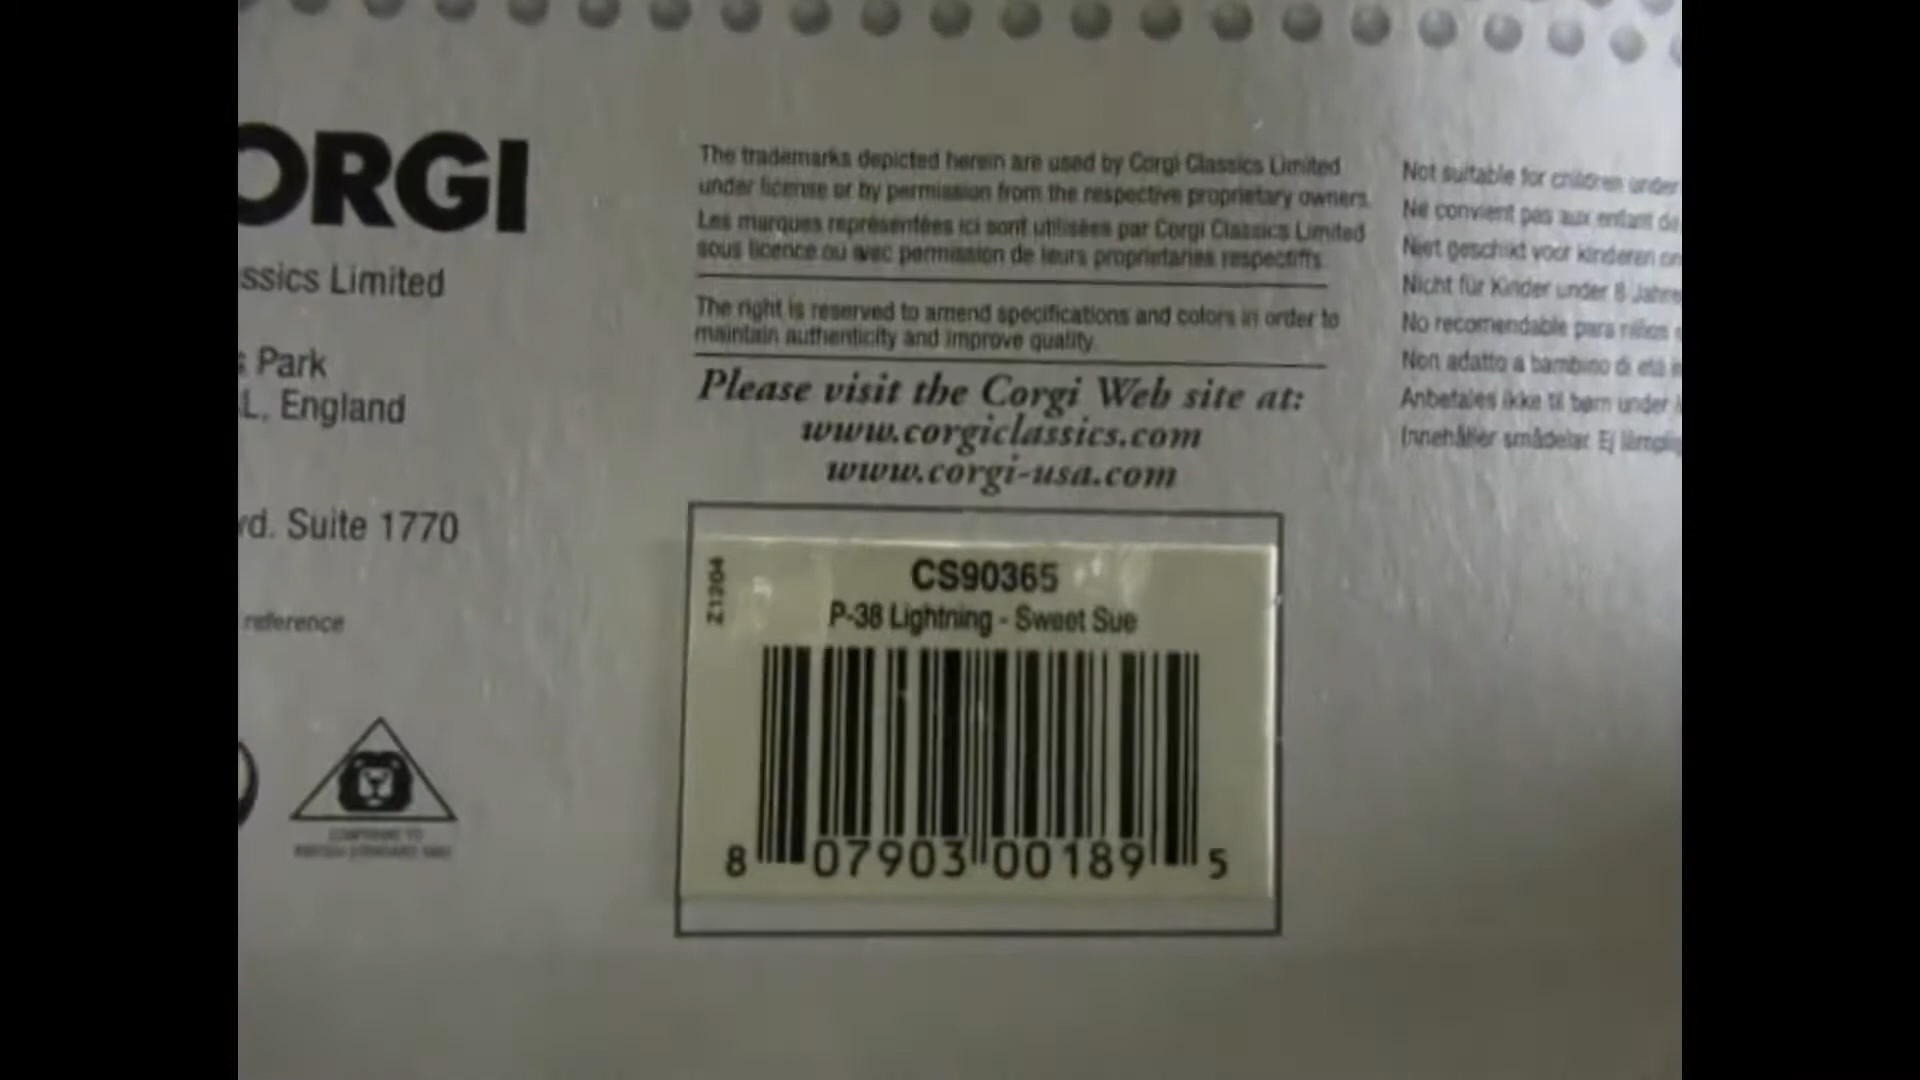 ORGI
ssics Limited
s Park
L, England
rd. Suite 1770
reference
The trademarks depicted herein are used by Corgi Classics Limited
under license or by permission from the respective proprietary owners.
Les marques représentées ici sont utilisées par Corgi Classics Limited
sous licence ou avec permission de leurs proprietaries respectiffs.
The right is reserved to amend specifications and colors in order to
maintain authenticity and improve quality.
Please visit the Corgi Web site at:
www.corgiclassics.com
www.corgi-usa.com
Z1204
CS90365
P-38 Lightning - Sweet Sue
8 07903 00189 5
Not suitable for children under
Ne convient pas aux enfant de
Niet geschikt voor kinderen
Nicht für Kinder under 8 Jahre
No recomendable para niños
Non adatto a bambino di età
Anbefales ikke til børn under
Innehåller smådelar. Ej